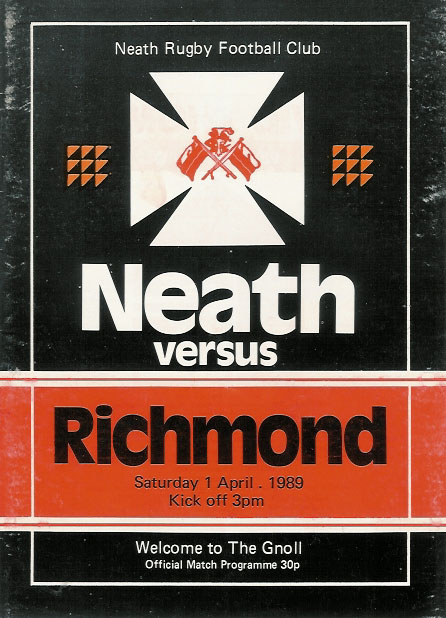 Neath Rugby Football Club
Neath
versus
Richmond
Saturday 1 April . 1989
Kick off 3pm
Welcome to The Gnoll
Official Match Programme 30p